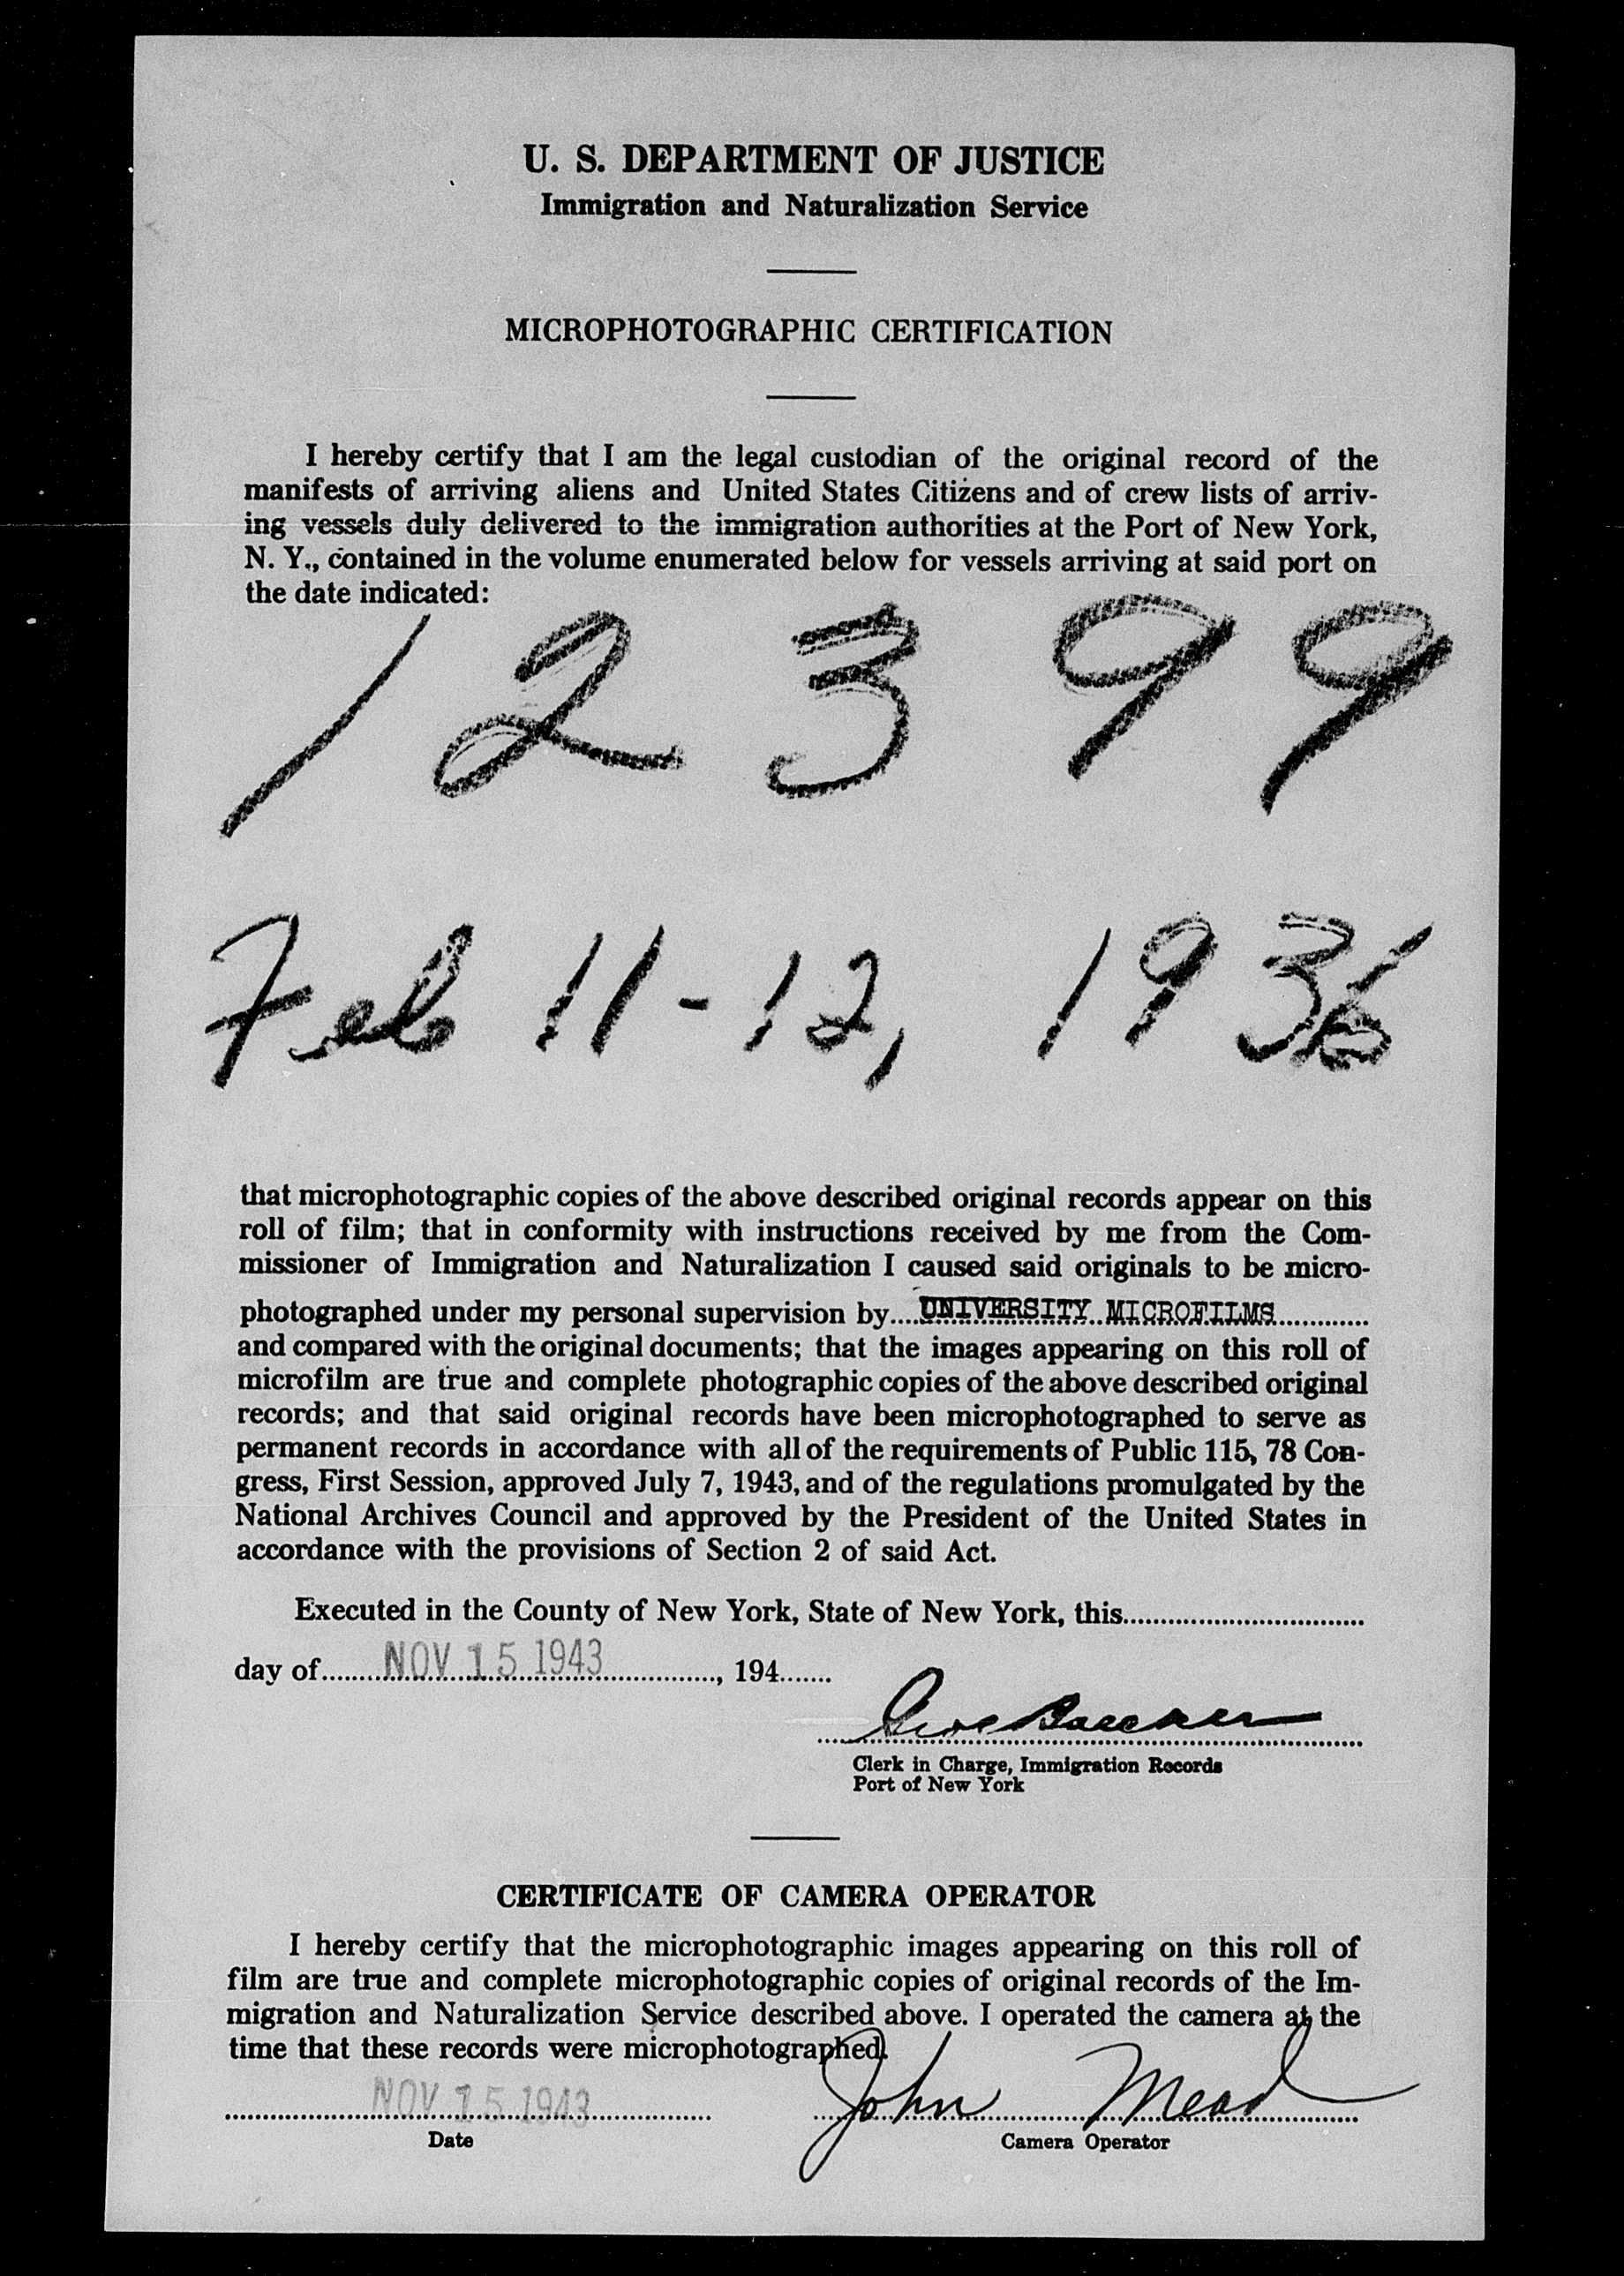 U. S. DEPARTMENT OF JUSTICE
Immigration and Naturalization Service
MICROPHOTOGRAPHIC CERTIFICATION
I hereby certify that I am the legal custodian of the original record of the
manifests of arriving aliens and United States Citizens and of crew lists of arriv-
ing vessels duly delivered to the immigration authorities at the Port of New York,
N. Y., contained in the volume enumerated below for vessels arriving at said port on
the date indicated:
12399
Feb 11-12, 1936
that microphotographic copies of the above described original records appear on this
roll of film; that in conformity with instructions received by me from the Com-
missioner of Immigration and Naturalization I caused said originals to be micro-
photographed under my personal supervision by....UNIVERSITY MICROFILMS.............
and compared with the original documents; that the images appearing on this roll of
microfilm are true and complete photographic copies of the above described original
records; and that said original records have been microphotographed to serve as
permanent records in accordance with all of the requirements of Public 115, 78 Con-
gress, First Session, approved July 7, 1943, and of the regulations promulgated by the
National Archives Council and approved by the President of the United States in
accordance with the provisions of Section 2 of said Act.
Executed in the County of New York, State of New York, this................................
day of........NOV 15 1943..............., 194.......
Clerk in Charge, Immigration Records
Port of New York
CERTIFICATE OF CAMERA OPERATOR
I hereby certify that the microphotographic images appearing on this roll of
film are true and complete microphotographic copies of original records of the Im-
migration and Naturalization Service described above. I operated the camera at the
time that these records were microphotographed.
NOV 15 1943 John Mead
Date Camera Operator